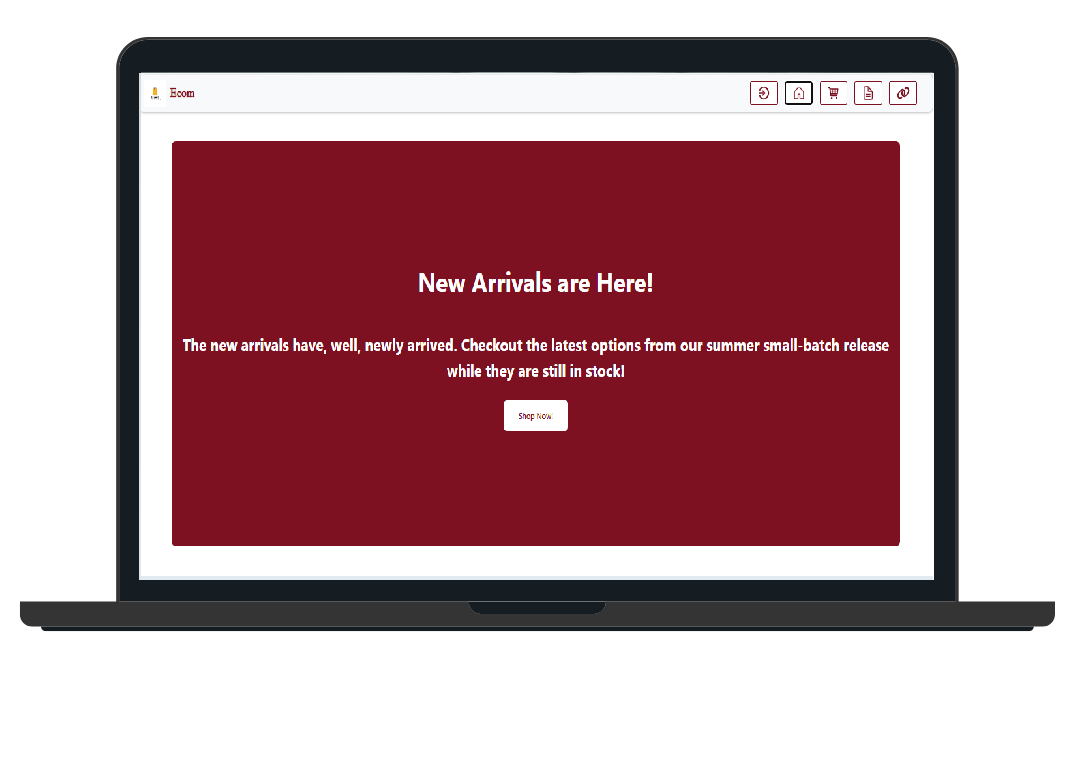 Ecom
New Arrivals are Here!
The new arrivals have, well, newly arrived. Checkout the latest options from our summer small-batch release
while they are still in stock!
Shop Now!